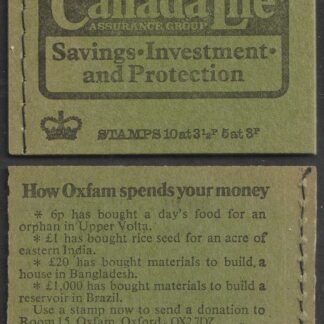 Canada Life
ASSURANCE GROUP
Savings·Investment·
and Protection
STAMPS 10 at 3½P 5 at 3P
How Oxfam spends your money
* 6p has bought a day's food for an
orphan in Upper Volta.
* £1 has bought rice seed for an acre of
eastern India.
* £20 has bought materials to build a
house in Bangladesh.
* £1,000 has bought materials to build a
reservoir in Brazil.
Use a stamp now to send a donation to
Room 15, Oxfam, Oxford, OX2 7DZ